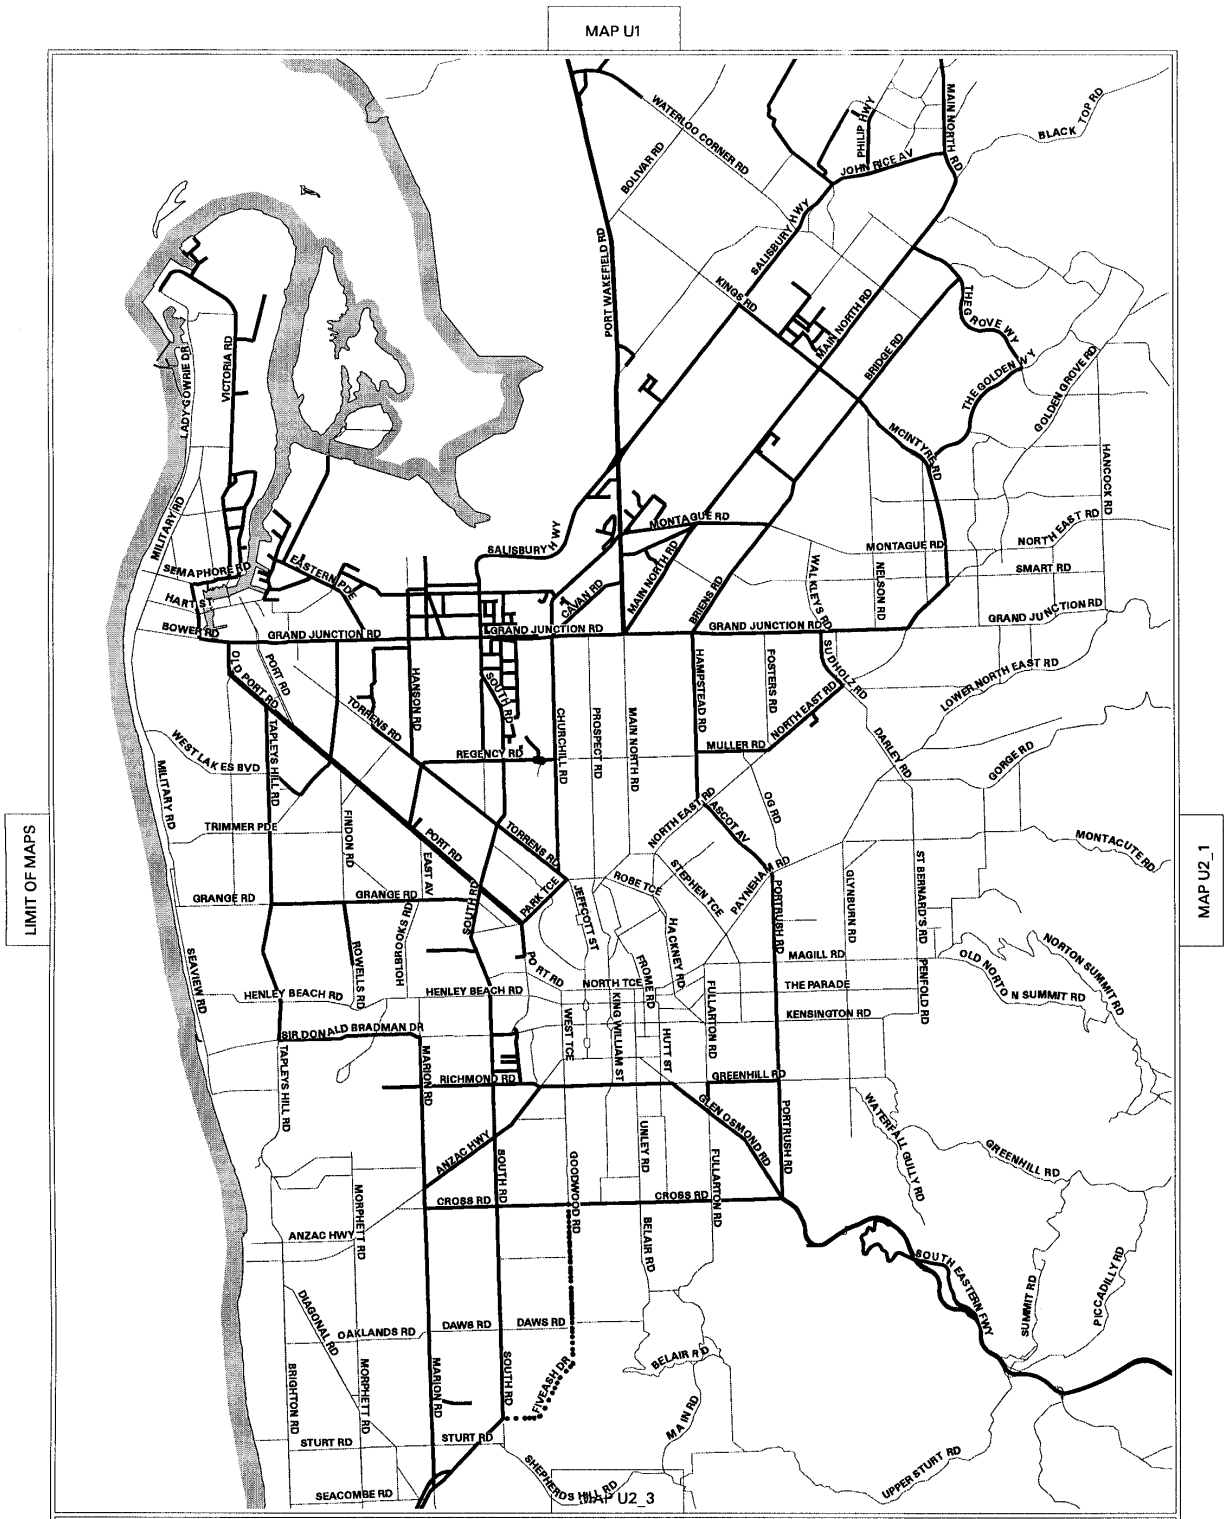 MAP U1
WATERLOO CORNER RD
BOLIVAR RD
PHILIP HWY
MAIN NORTH RD
BLACK TOP RD
JOHN RICE AV
PORT WAKEFIELD RD
SALISBURY HWY
KINGS RD
MAIN NORTH RD
BRIDGE RD
THE GROVE WY
THE GOLDEN WY
GOLDEN GROVE RD
LADY GOWRIE DR
VICTORIA RD
MCINTYRE RD
HANCOCK RD
MILITARY RD
SALISBURY HWY
MONTAGUE RD
MONTAGUE RD
NORTH EAST RD
SEMAPHORE RD
EASTERN PDE
CAVAN RD
MAIN NORTH RD
BRIENS RD
WALKLEYS RD
NELSON RD
SMART RD
HART ST
BOWER RD
GRAND JUNCTION RD
GRAND JUNCTION RD
GRAND JUNCTION RD
GRAND JUNCTION RD
OLD PORT RD
PORT RD
HANSON RD
SOUTH RD
HAMPSTEAD RD
FOSTERS RD
SUDHOLZ RD
LOWER NORTH EAST RD
TORRENS RD
TAPLEYS HILL RD
CHURCHILL RD
PROSPECT RD
MAIN NORTH RD
NORTH EAST RD
WEST LAKES BVD
REGENCY RD
MULLER RD
DARLEY RD
GORGE RD
MILITARY RD
TRIMMER PDE
FINDON RD
PORT RD
EAST AV
TORRENS RD
NORTH EAST RD
ASCOT AV
OG RD
MONTACUTE RD
LIMIT OF MAPS
MAP U2_1
GRANGE RD
GRANGE RD
SOUTH RD
PARK TCE
JEFFCOTT ST
ROBE TCE
STEPHEN TCE
PAYNEHAM RD
PORTRUSH RD
GLYNBURN RD
ST BERNARD'S RD
HOLBROOKS RD
ROWELLS RD
HACKNEY RD
MAGILL RD
OLD NORTON SUMMIT RD
NORTON SUMMIT RD
SEAVIEW RD
PORT RD
FROME RD
PENFOLD RD
HENLEY BEACH RD
HENLEY BEACH RD
NORTH TCE
THE PARADE
KENSINGTON RD
SIR DONALD BRADMAN DR
WEST TCE
KING WILLIAM ST
HUTT ST
FULLARTON RD
TAPLEYS HILL RD
MARION RD
RICHMOND RD
GREENHILL RD
GLEN OSMOND RD
PORTRUSH RD
WATERFALL GULLY RD
ANZAC HWY
UNLEY RD
GREENHILL RD
SOUTH RD
GOODWOOD RD
FULLARTON RD
MORPHETT RD
CROSS RD
CROSS RD
ANZAC HWY
BELAIR RD
SOUTH EASTERN FWY
SUMMIT RD
PICCADILLY RD
DIAGONAL RD
OAKLANDS RD
DAWS RD
DAWS RD
BELAIR RD
FIVEASH DR
BRIGHTON RD
MORPHETT RD
MARION RD
SOUTH RD
MAIN RD
STURT RD
STURT RD
UPPER STURT RD
SHEPHERDS HILL RD
SEACOMBE RD
MAP U2_3